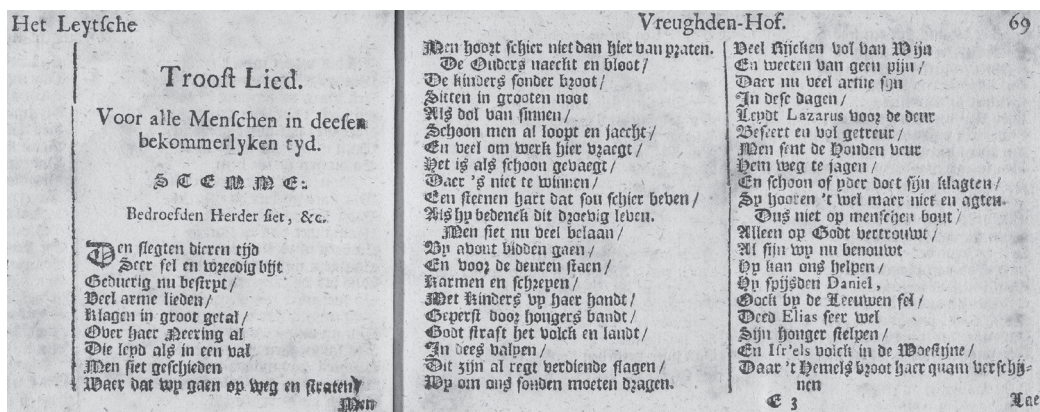 Het Leytsche
Troost Lied.
Voor alle Menschen in deesen
bekommerlyken tyd.
STEMME:
Bedroefden Herder siet, &c.
Den slegten dieren tijd
Seer fel en wreedig bijt
Geduerig nu bestrpt /
Veel arme lieden /
Klagen in groot getal /
Over haer Neering al
Die leyd als in een val
Men siet geschieden
Waer dat wy gaen op weg en straten /
Men
Vreughden-Hof. 69
Men hoort schier niet dan hier van praten.
De Ouders naeckt en bloot /
De kinders sonder broot /
Sitten in grooten noot
Als dol van sinnen /
Schoon men al loopt en jaecht /
En veel om werk hier vraegt /
Het is als schoon gevaegt /
Daer 's niet te winnen /
Een steenen hart dat sou schier beven /
Als hy bedenck dit droevig leven.
Men siet nu veel belaan /
By avont bidden gaen /
En voor de deuren staen /
Karmen en schreyen /
Met Kinders by haer handt /
Geperst door hongers bandt /
Godt straft het volck en landt /
In dees valyen /
Dit zijn al regt verdiende slagen /
Wy om ons sonden moeten dragen.
Veel Rijcken vol van Wijn
En weeten van geen pijn /
Daer nu veel arme syn
In dese dagen /
Leydt Lazarus voor de deur
Beseert en vol getreur /
Men sent de Honden veur
Hem weg te jagen /
En schoon of yder doet sijn klagten /
Sy hooren 't wel maer niet en agten.
Dus niet op menschen bout /
Alleen op Godt vertrouwt /
Al sijn wy nu benouwt
Hy kan ons helpen /
Hy spijsden Daniel,
Oock by de Leeuwen fel /
Deed Elias seer wel
Sijn honger stelpen /
En Isr'els volck in de Woestijne /
Daar 't Hemels broot haer quam verschij-
nen
E 3
Lae